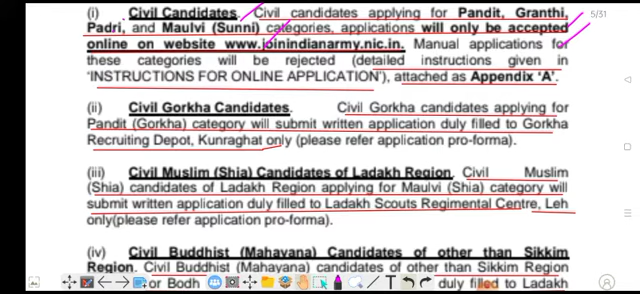 (i) Civil Candidates. Civil candidates applying for Pandit, Granthi,
Padri, and Maulvi (Sunni) categories, applications will only be accepted
online on website www.joinindianarmy.nic.in. Manual applications for
these categories will be rejected (detailed instructions given in
'INSTRUCTIONS FOR ONLINE APPLICATION'), attached as Appendix 'A'.
(ii) Civil Gorkha Candidates. Civil Gorkha candidates applying for
Pandit (Gorkha) category will submit written application duly filled to Gorkha
Recruiting Depot, Kunraghat only (please refer application pro-forma).
(iii) Civil Muslim (Shia) Candidates of Ladakh Region. Civil Muslim
(Shia) candidates of Ladakh Region applying for Maulvi (Shia) category will
submit written application duly filled to Ladakh Scouts Regimental Centre, Leh
only(please refer application pro-forma).
(iv) Civil Buddhist (Mahayana) Candidates of other than Sikkim
Region. Civil Buddhist (Mahayana) candidates of other than Sikkim Region
or Bodh duly filled to Ladakh
5/31